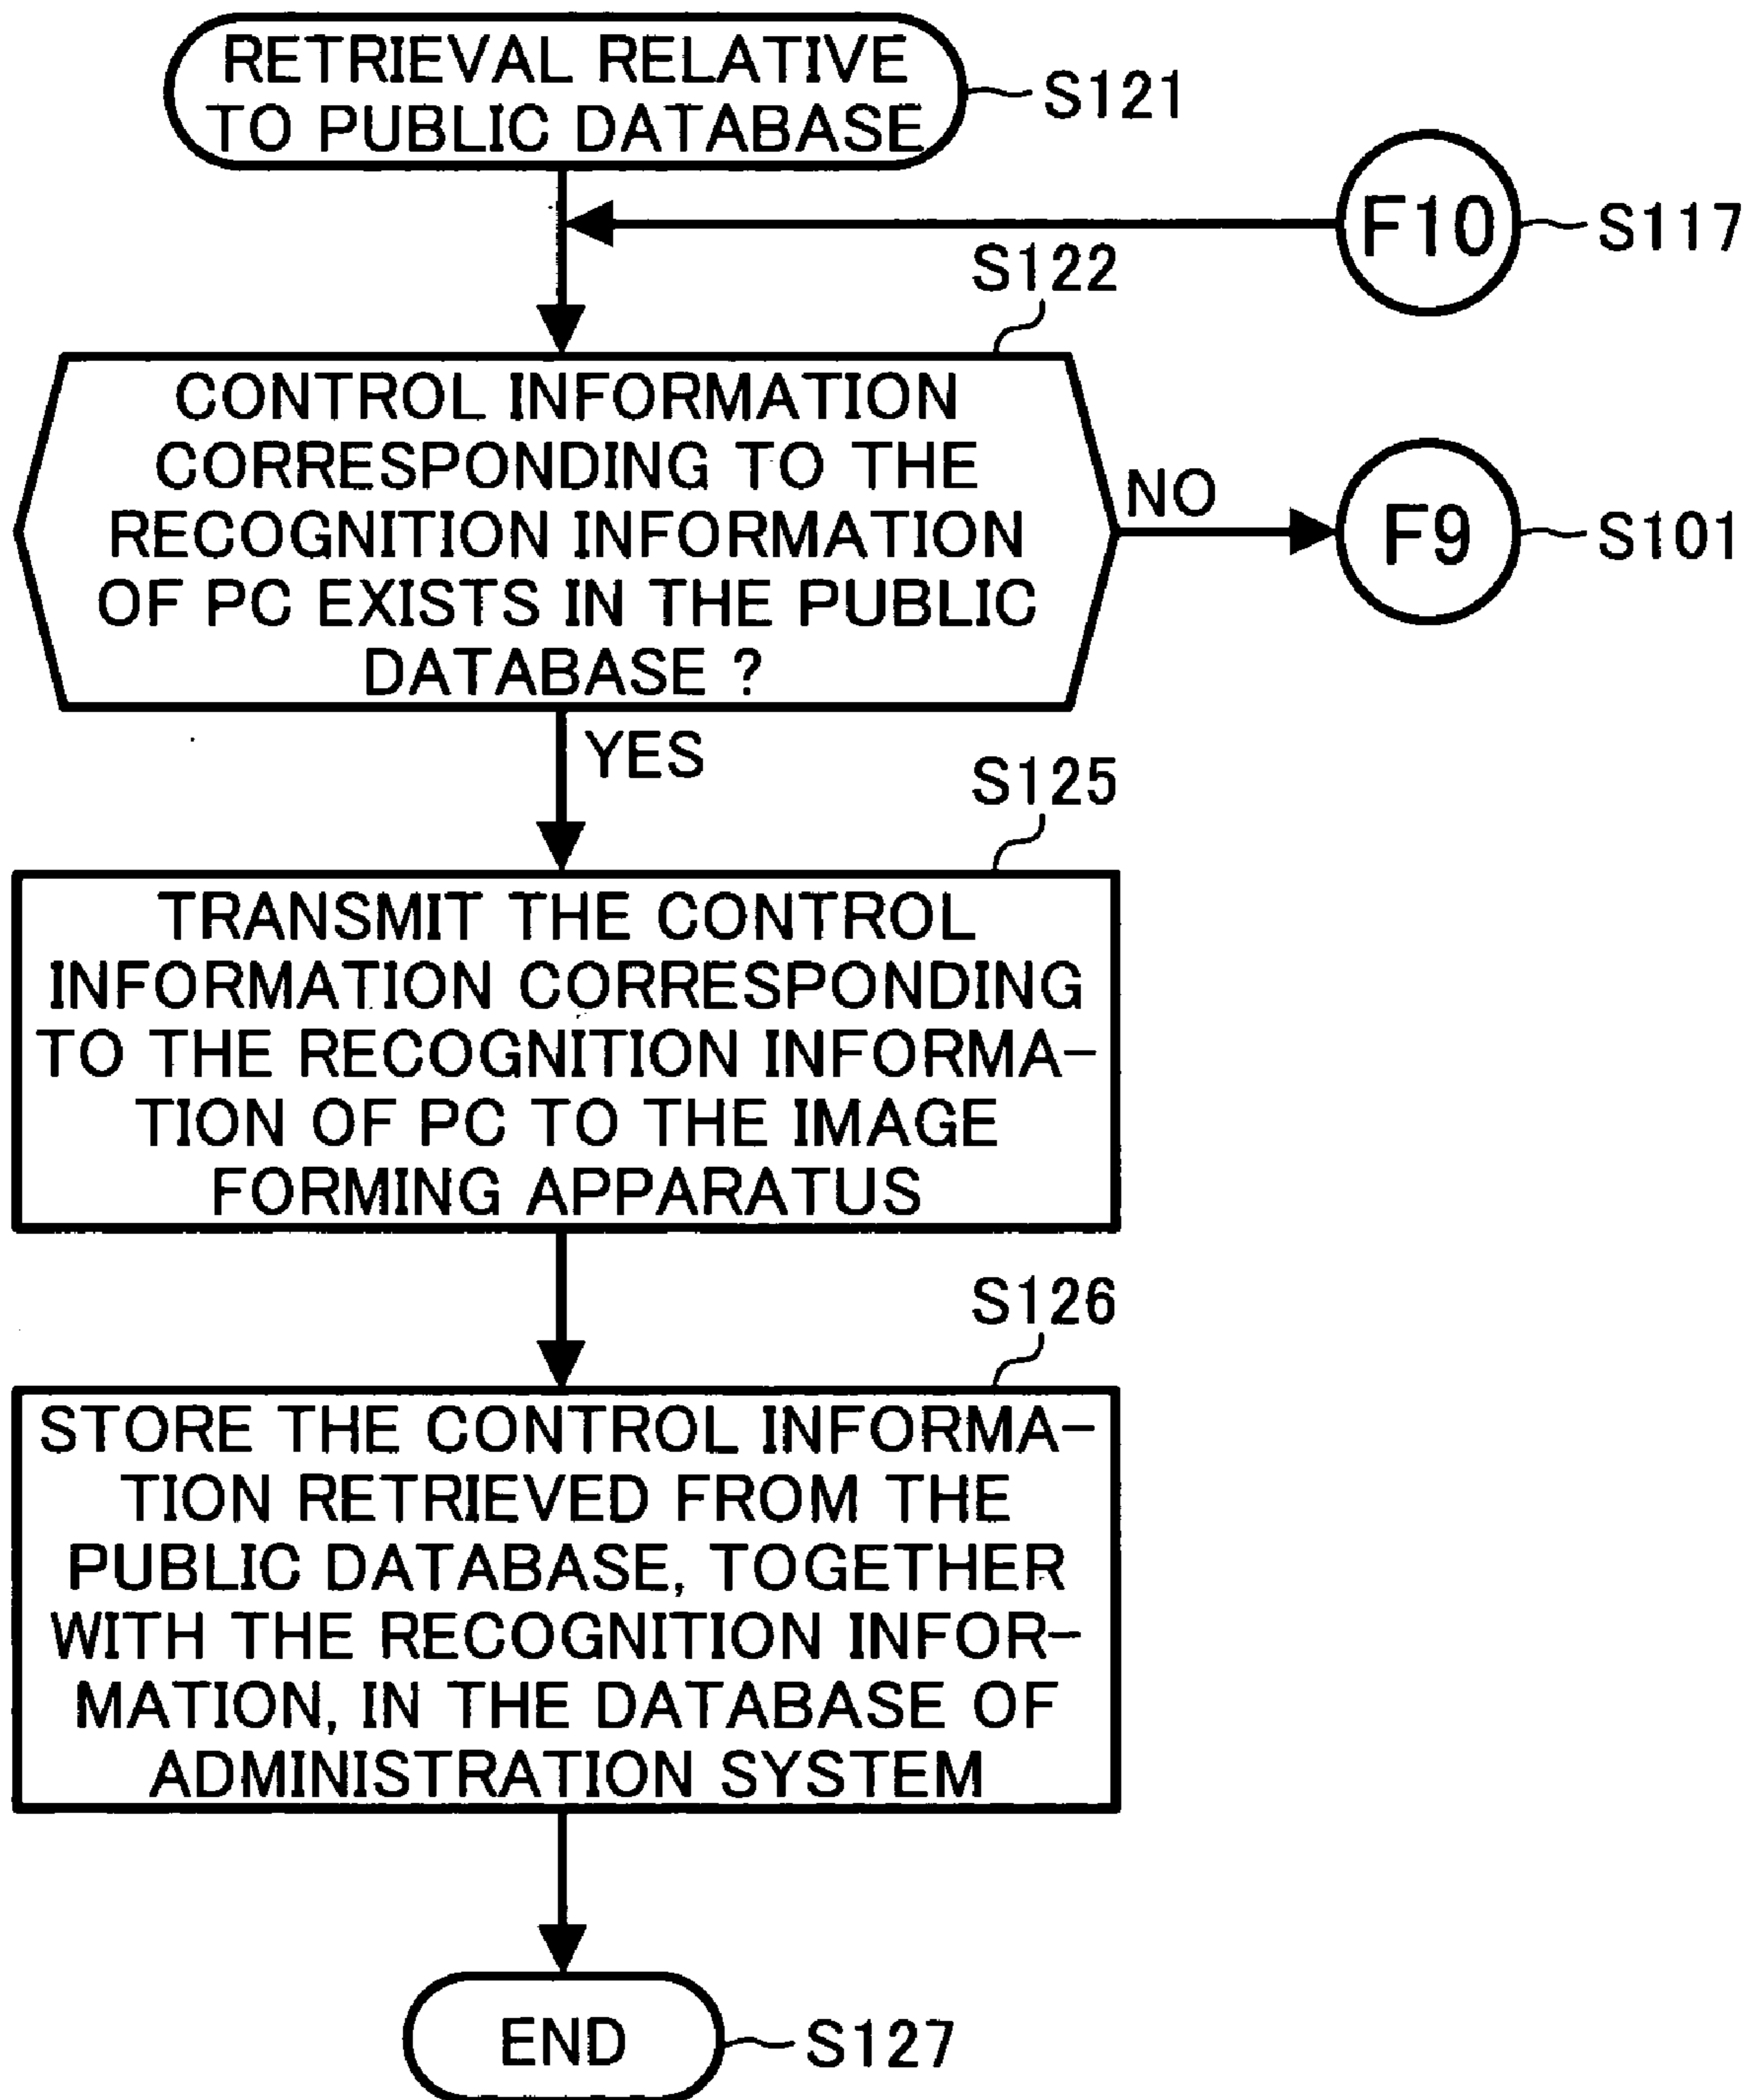 RETRIEVAL RELATIVE
TO PUBLIC DATABASE
S121
F10
S117
S122
CONTROL INFORMATION
CORRESPONDING TO THE
RECOGNITION INFORMATION
OF PC EXISTS IN THE PUBLIC
DATABASE ?
NO
F9
S101
YES
S125
TRANSMIT THE CONTROL
INFORMATION CORRESPONDING
TO THE RECOGNITION INFORMA-
TION OF PC TO THE IMAGE
FORMING APPARATUS
S126
STORE THE CONTROL INFORMA-
TION RETRIEVED FROM THE
PUBLIC DATABASE, TOGETHER
WITH THE RECOGNITION INFOR-
MATION, IN THE DATABASE OF
ADMINISTRATION SYSTEM
END
S127